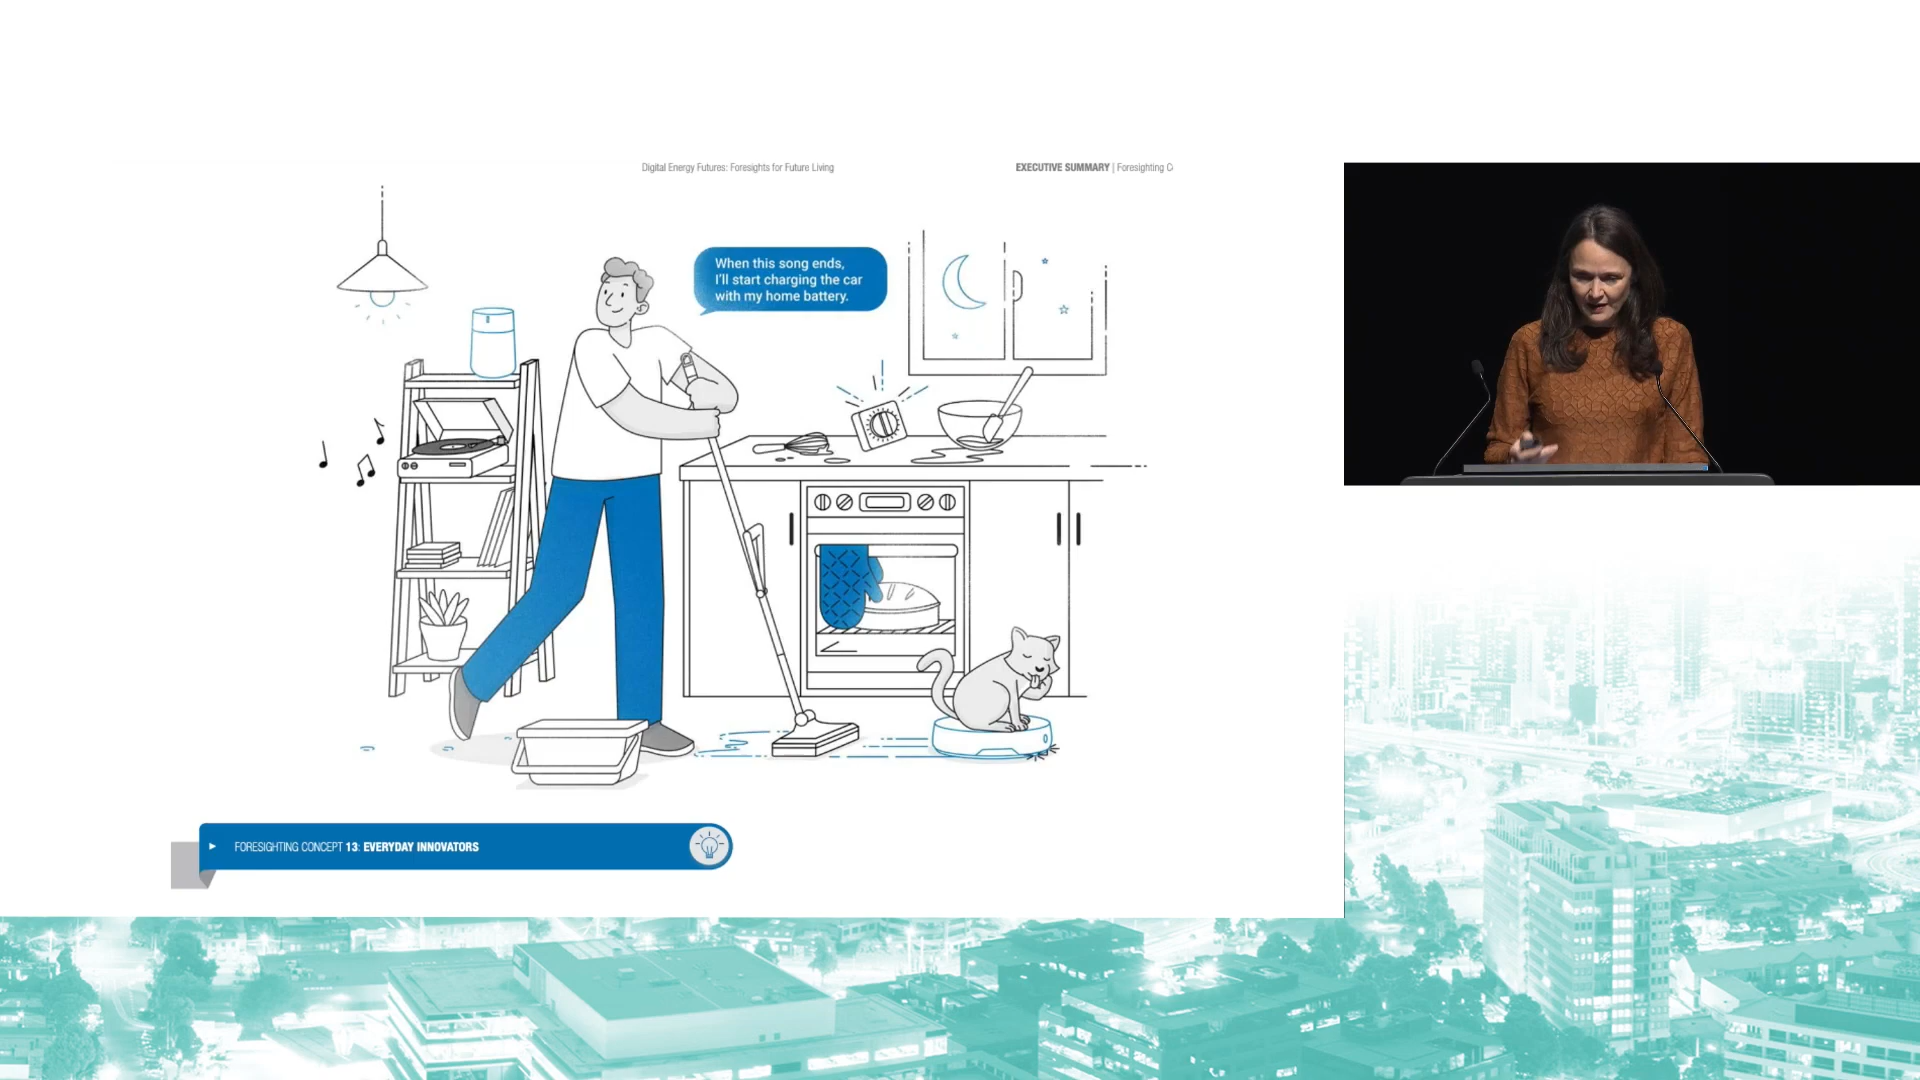 Digital Energy Futures: Foresights for Future Living
EXECUTIVE SUMMARY | Foresighting
When this song ends,
I'll start charging the car
with my home battery.
FORESIGHTING CONCEPT 13: EVERYDAY INNOVATORS